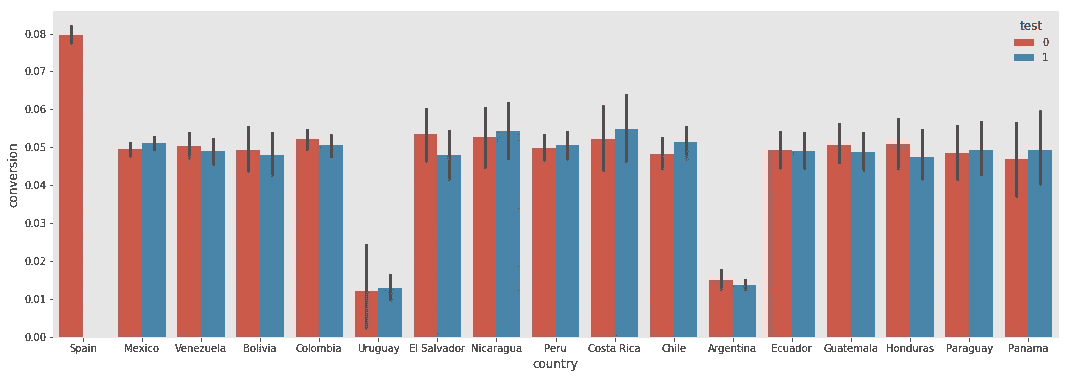 test
0
1
0.08
0.07
0.06
0.05
0.04
0.03
0.02
0.01
0.00
conversion
Spain Mexico Venezuela Bolivia Colombia Uruguay El Salvador Nicaragua Peru Costa Rica Chile Argentina Ecuador Guatemala Honduras Paraguay Panama
country